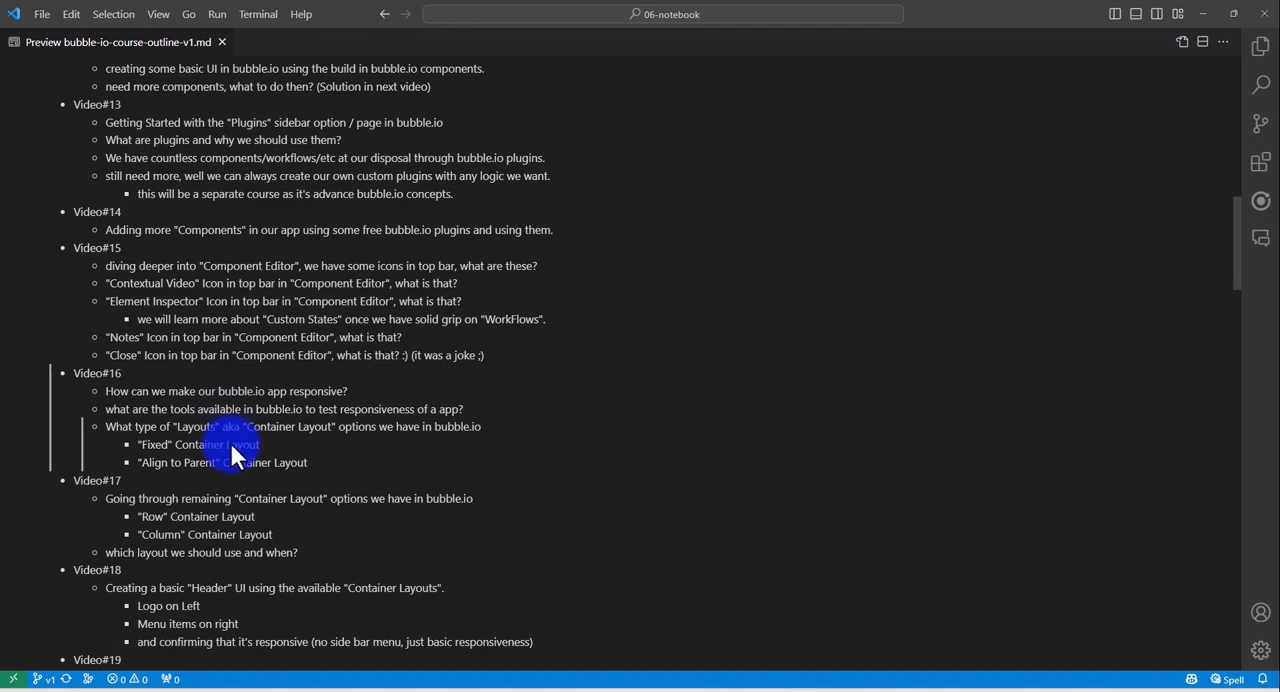 File Edit Selection View Go Run Terminal Help
06-notebook
Preview bubble-io-course-outline-v1.md
creating some basic UI in bubble.io using the build in bubble.io components.
need more components, what to do then? (Solution in next video)
Video#13
Getting Started with the "Plugins" sidebar option / page in bubble.io
What are plugins and why we should use them?
We have countless components/workflows/etc at our disposal through bubble.io plugins.
still need more, well we can always create our own custom plugins with any logic we want.
this will be a separate course as it's advance bubble.io concepts.
Video#14
Adding more "Components" in our app using some free bubble.io plugins and using them.
Video#15
diving deeper into "Component Editor", we have some icons in top bar, what are these?
"Contextual Video" Icon in top bar in "Component Editor", what is that?
"Element Inspector" Icon in top bar in "Component Editor", what is that?
we will learn more about "Custom States" once we have solid grip on "WorkFlows".
"Notes" Icon in top bar in "Component Editor", what is that?
"Close" Icon in top bar in "Component Editor", what is that? :) (it was a joke ;)
Video#16
How can we make our bubble.io app responsive?
what are the tools available in bubble.io to test responsiveness of a app?
What type of "Layouts" aka "Container Layout" options we have in bubble.io
"Fixed" Container Layout
"Align to Parent" Container Layout
Video#17
Going through remaining "Container Layout" options we have in bubble.io
"Row" Container Layout
"Column" Container Layout
which layout we should use and when?
Video#18
Creating a basic "Header" UI using the available "Container Layouts".
Logo on Left
Menu items on right
and confirming that it's responsive (no side bar menu, just basic responsiveness)
Video#19
v1 0 0 0 Spell